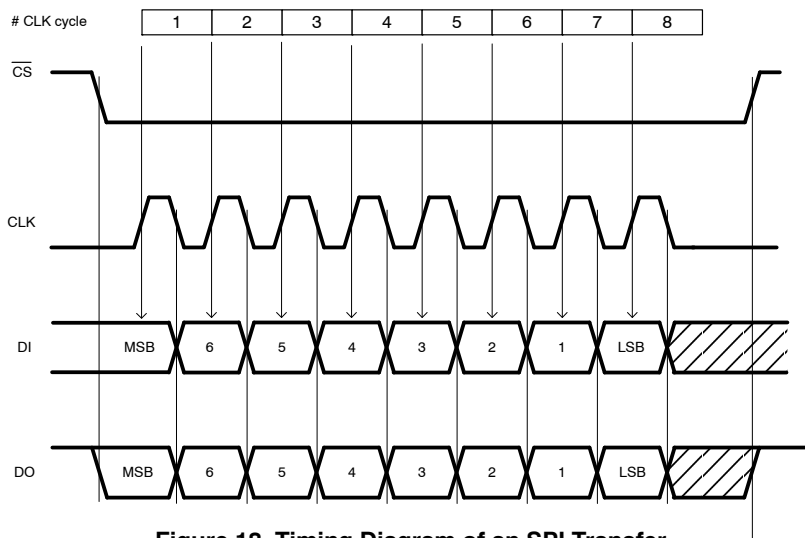 # CLK cycle 1 2 3 4 5 6 7 8
CS
CLK
DI MSB 6 5 4 3 2 1 LSB
DO MSB 6 5 4 3 2 1 LSB
Figure 18. Timing Diagram of an SPI Transfer